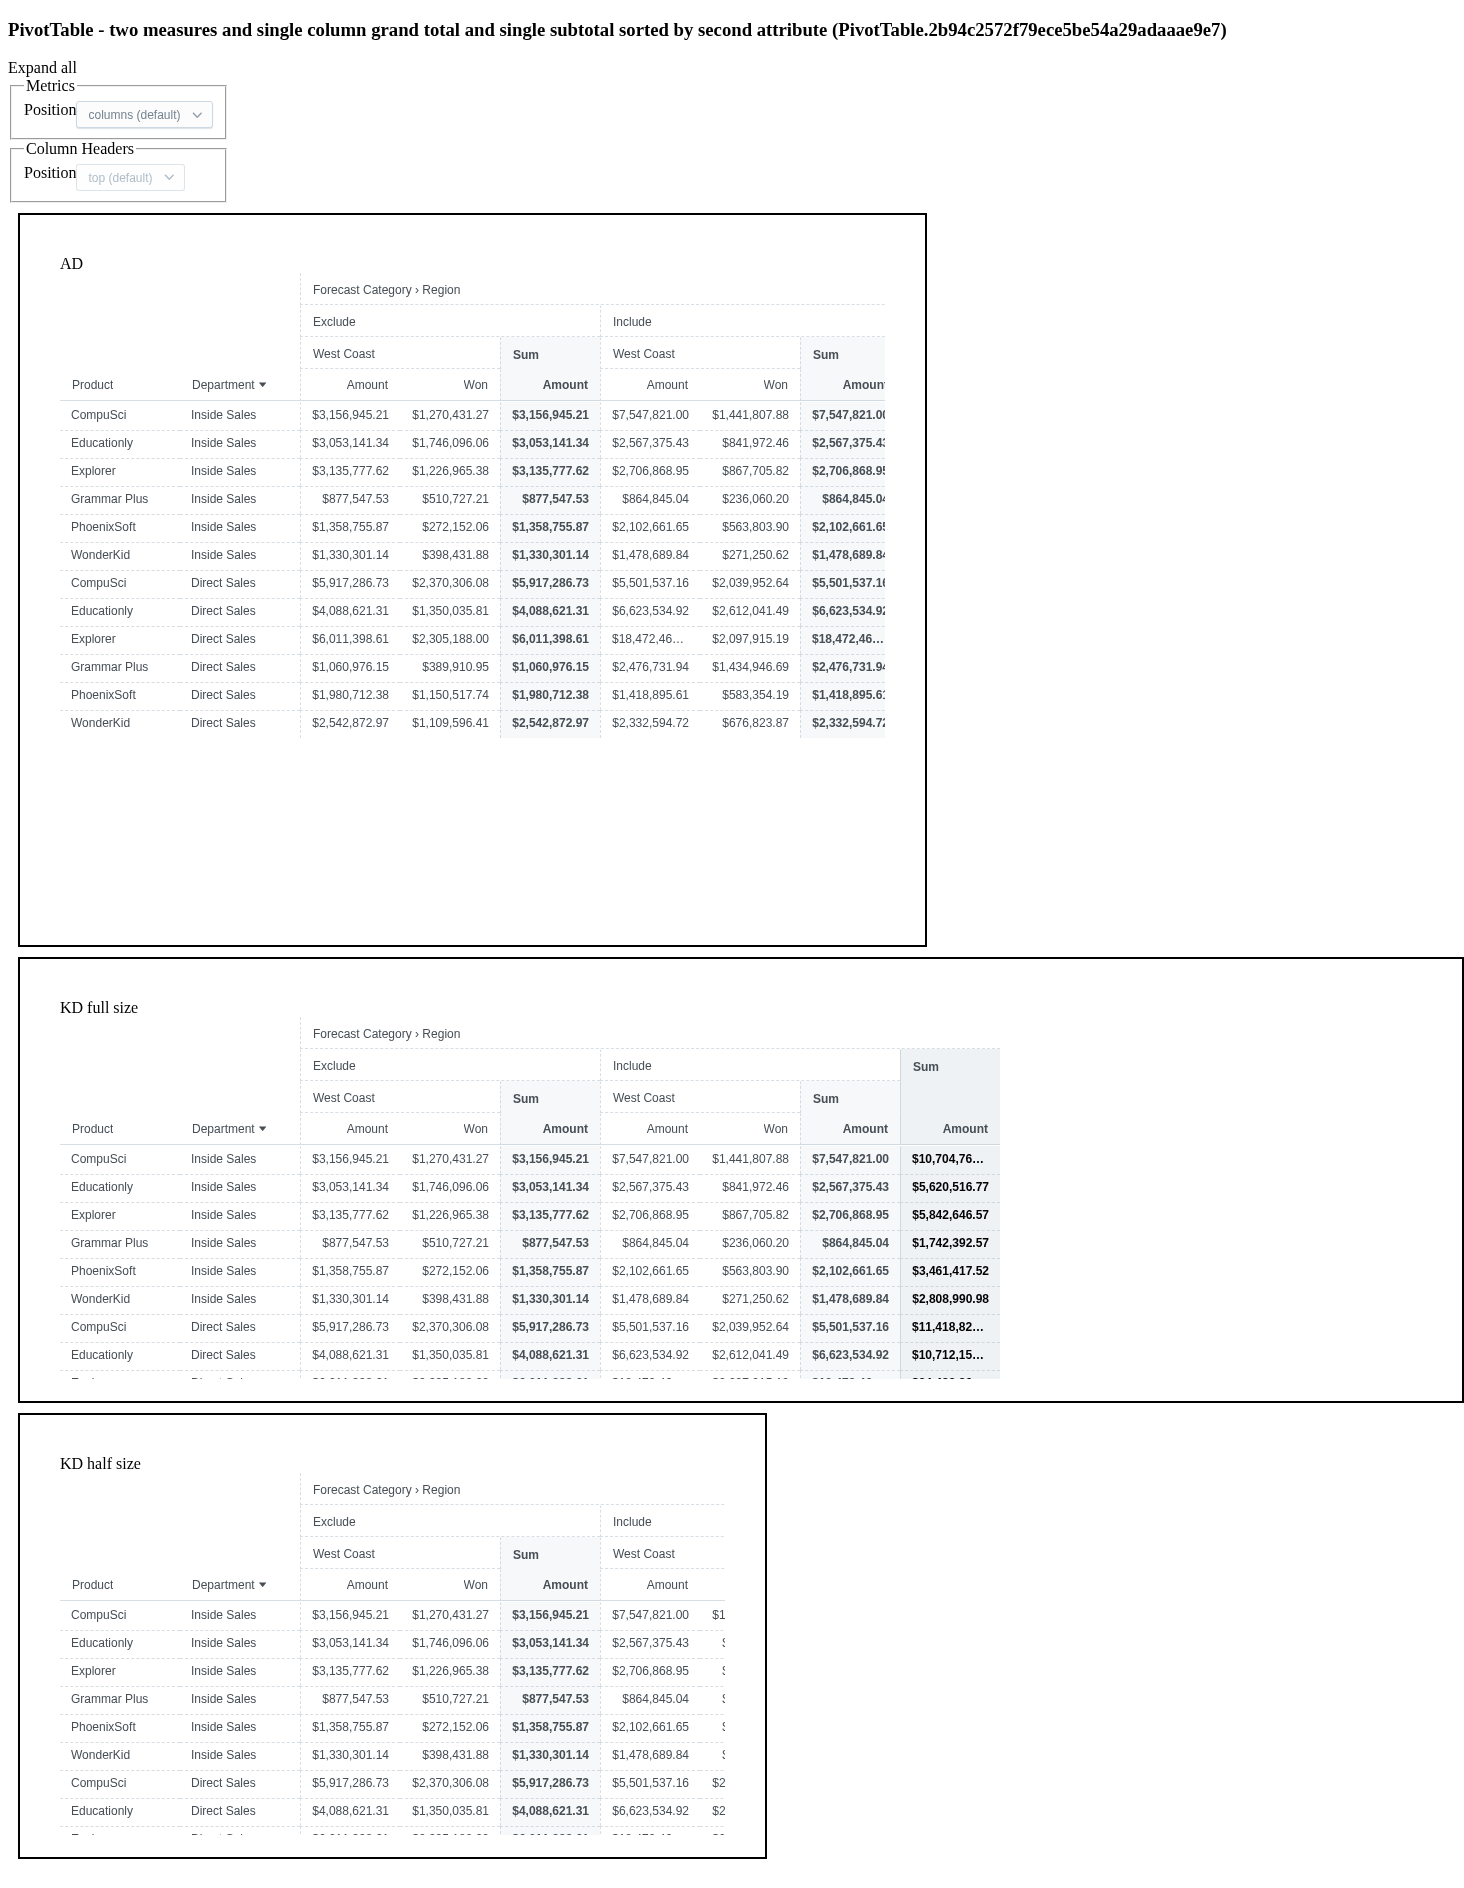 PivotTable - two measures and single column grand total and single subtotal sorted by second attribute (PivotTable.2b94c2572f79ece5be54a29adaaae9e7)
Expand all
Metrics
Position columns (default)
Column Headers
Position top (default)
AD
Forecast Category › Region
Exclude Include
West Coast Sum West Coast Sum
Product Department Amount Won Amount Amount Won Amount
CompuSci Inside Sales $3,156,945.21 $1,270,431.27 $3,156,945.21 $7,547,821.00 $1,441,807.88 $7,547,821.00
Educationly Inside Sales $3,053,141.34 $1,746,096.06 $3,053,141.34 $2,567,375.43 $841,972.46 $2,567,375.43
Explorer Inside Sales $3,135,777.62 $1,226,965.38 $3,135,777.62 $2,706,868.95 $867,705.82 $2,706,868.95
Grammar Plus Inside Sales $877,547.53 $510,727.21 $877,547.53 $864,845.04 $236,060.20 $864,845.04
PhoenixSoft Inside Sales $1,358,755.87 $272,152.06 $1,358,755.87 $2,102,661.65 $563,803.90 $2,102,661.65
WonderKid Inside Sales $1,330,301.14 $398,431.88 $1,330,301.14 $1,478,689.84 $271,250.62 $1,478,689.84
CompuSci Direct Sales $5,917,286.73 $2,370,306.08 $5,917,286.73 $5,501,537.16 $2,039,952.64 $5,501,537.16
Educationly Direct Sales $4,088,621.31 $1,350,035.81 $4,088,621.31 $6,623,534.92 $2,612,041.49 $6,623,534.92
Explorer Direct Sales $6,011,398.61 $2,305,188.00 $6,011,398.61 $18,472,46… $2,097,915.19 $18,472,46…
Grammar Plus Direct Sales $1,060,976.15 $389,910.95 $1,060,976.15 $2,476,731.94 $1,434,946.69 $2,476,731.94
PhoenixSoft Direct Sales $1,980,712.38 $1,150,517.74 $1,980,712.38 $1,418,895.61 $583,354.19 $1,418,895.61
WonderKid Direct Sales $2,542,872.97 $1,109,596.41 $2,542,872.97 $2,332,594.72 $676,823.87 $2,332,594.72
KD full size
Forecast Category › Region
Exclude Include Sum
West Coast Sum West Coast Sum
Product Department Amount Won Amount Amount Won Amount Amount
CompuSci Inside Sales $3,156,945.21 $1,270,431.27 $3,156,945.21 $7,547,821.00 $1,441,807.88 $7,547,821.00 $10,704,76…
Educationly Inside Sales $3,053,141.34 $1,746,096.06 $3,053,141.34 $2,567,375.43 $841,972.46 $2,567,375.43 $5,620,516.77
Explorer Inside Sales $3,135,777.62 $1,226,965.38 $3,135,777.62 $2,706,868.95 $867,705.82 $2,706,868.95 $5,842,646.57
Grammar Plus Inside Sales $877,547.53 $510,727.21 $877,547.53 $864,845.04 $236,060.20 $864,845.04 $1,742,392.57
PhoenixSoft Inside Sales $1,358,755.87 $272,152.06 $1,358,755.87 $2,102,661.65 $563,803.90 $2,102,661.65 $3,461,417.52
WonderKid Inside Sales $1,330,301.14 $398,431.88 $1,330,301.14 $1,478,689.84 $271,250.62 $1,478,689.84 $2,808,990.98
CompuSci Direct Sales $5,917,286.73 $2,370,306.08 $5,917,286.73 $5,501,537.16 $2,039,952.64 $5,501,537.16 $11,418,82…
Educationly Direct Sales $4,088,621.31 $1,350,035.81 $4,088,621.31 $6,623,534.92 $2,612,041.49 $6,623,534.92 $10,712,15…
KD half size
Forecast Category › Region
Exclude Include
West Coast Sum West Coast
Product Department Amount Won Amount Amount
CompuSci Inside Sales $3,156,945.21 $1,270,431.27 $3,156,945.21 $7,547,821.00 $1
Educationly Inside Sales $3,053,141.34 $1,746,096.06 $3,053,141.34 $2,567,375.43
Explorer Inside Sales $3,135,777.62 $1,226,965.38 $3,135,777.62 $2,706,868.95
Grammar Plus Inside Sales $877,547.53 $510,727.21 $877,547.53 $864,845.04
PhoenixSoft Inside Sales $1,358,755.87 $272,152.06 $1,358,755.87 $2,102,661.65
WonderKid Inside Sales $1,330,301.14 $398,431.88 $1,330,301.14 $1,478,689.84
CompuSci Direct Sales $5,917,286.73 $2,370,306.08 $5,917,286.73 $5,501,537.16 $2
Educationly Direct Sales $4,088,621.31 $1,350,035.81 $4,088,621.31 $6,623,534.92 $2